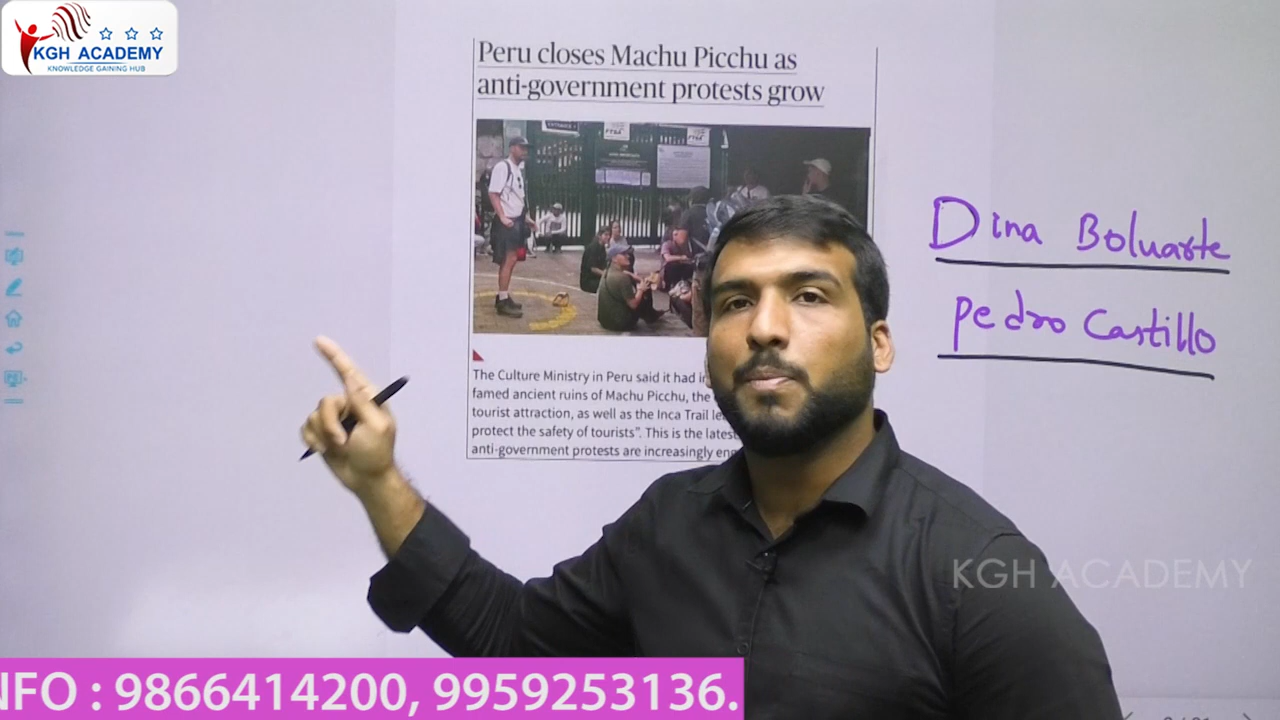 KGH ACADEMY
KNOWLEDGE GAINING HUB
Peru closes Machu Picchu as
anti-government protests grow
The Culture Ministry in Peru said it had
famed ancient ruins of Machu Picchu, the
tourist attraction, as well as the Inca Trail
protect the safety of tourists”. This is the latest
anti-government protests are increasingly
Dina Boluarte
Pedro Castillo
KGH ACADEMY
NFO : 9866414200, 9959253136.